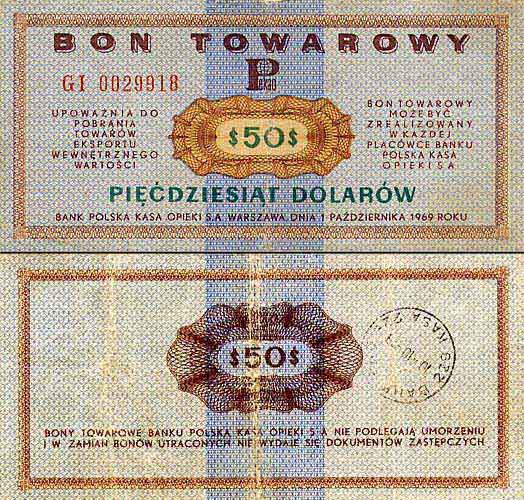 BON TOWAROWY
Pekao
GI 0029918
UPOWAŻNIA DO
POBRANIA
TOWARÓW
EKSPORTU
WEWNĘTRZNEGO
WARTOŚCI
$50$
BON TOWAROWY
MOŻE BYĆ
ZREALIZOWANY
W KAŻDEJ
PLACÓWCE BANKU
POLSKA KASA
OPIEKI S A
PIĘĆDZIESIĄT DOLARÓW
BANK POLSKA KASA OPIEKI S.A. WARSZAWA, DNIA 1 PAŹDZIERNIKA 1969 ROKU
$50$
KASA
BANK
BONY TOWAROWE BANKU POLSKA KASA OPIEKI S.A. NIE PODLEGAJĄ UMORZENIU
I W ZAMIAN BONÓW UTRACONYCH NIE WYDAJE SIĘ DOKUMENTÓW ZASTĘPCZYCH